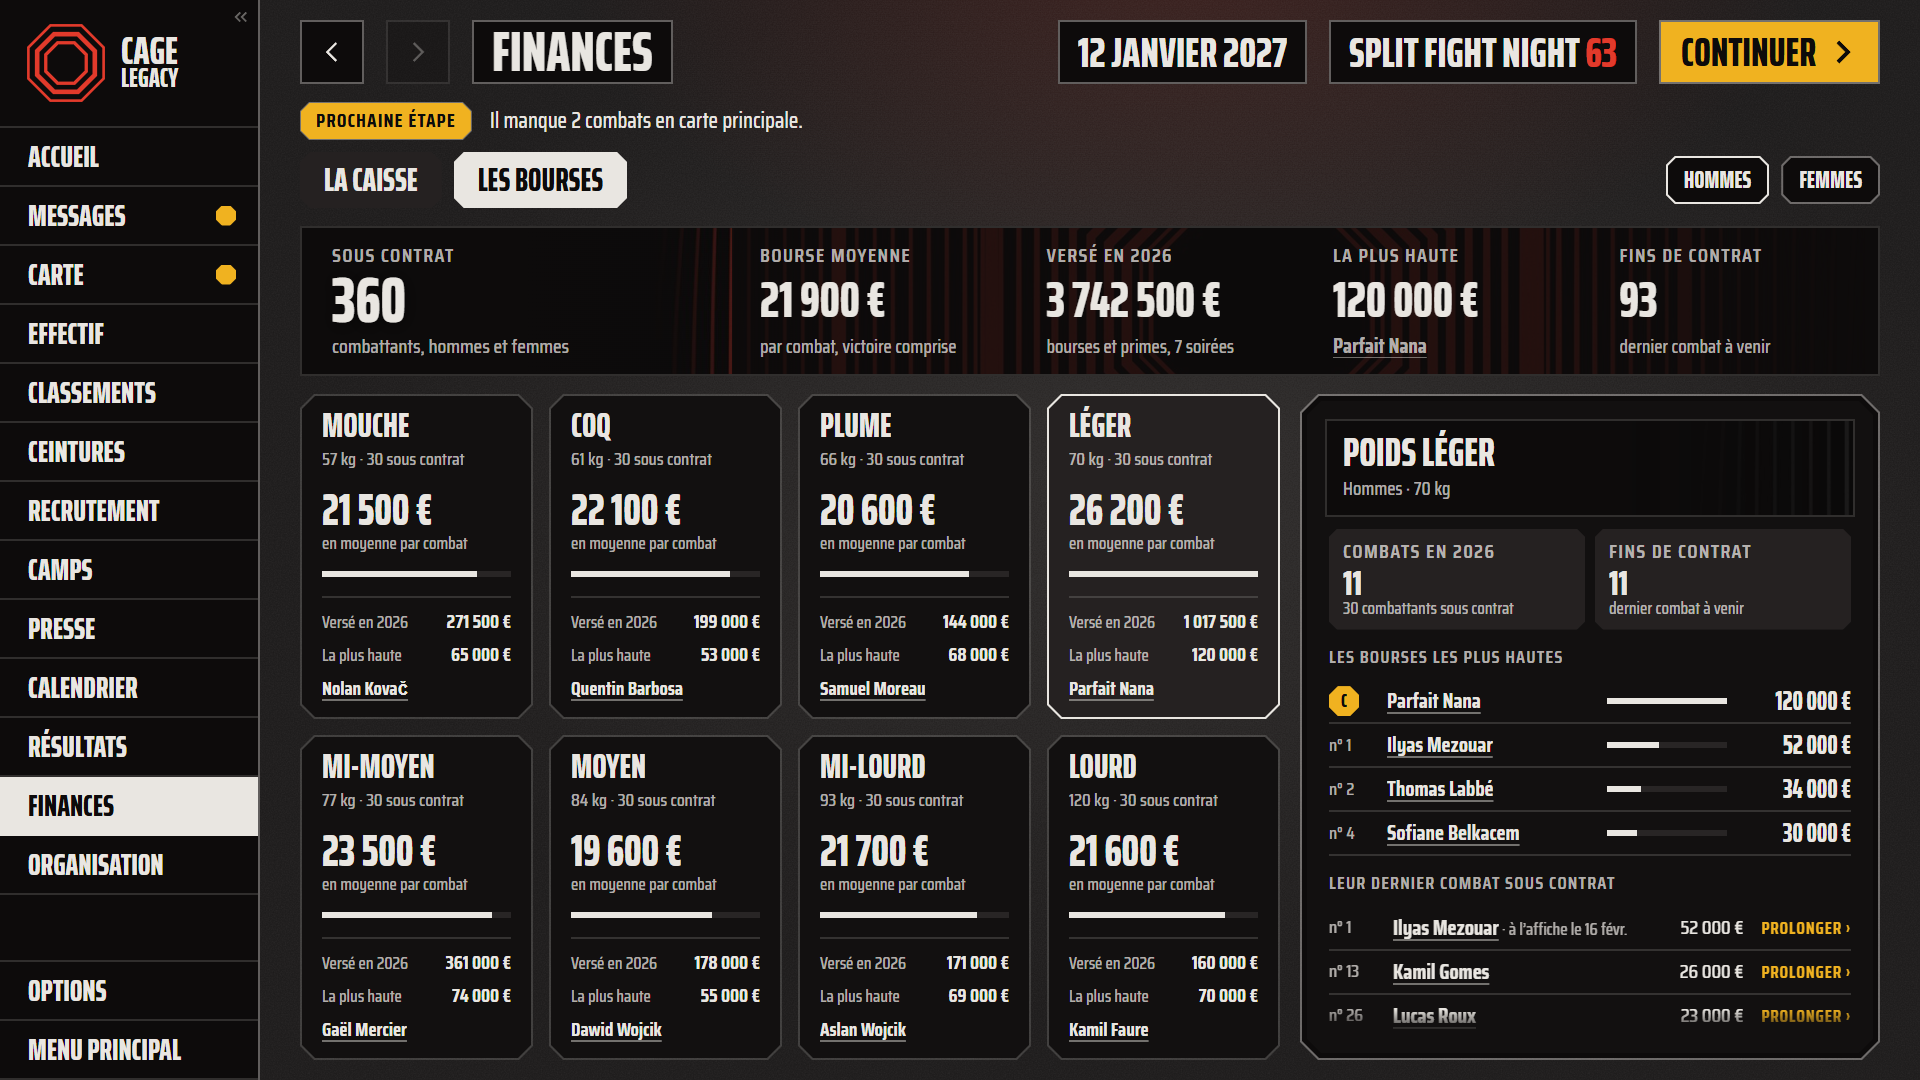 «
CAGE
LEGACY
ACCUEIL
MESSAGES
CARTE
EFFECTIF
CLASSEMENTS
CEINTURES
RECRUTEMENT
CAMPS
PRESSE
CALENDRIER
RÉSULTATS
FINANCES
ORGANISATION
OPTIONS
MENU PRINCIPAL
FINANCES
12 JANVIER 2027
SPLIT FIGHT NIGHT 63
CONTINUER
PROCHAINE ÉTAPE
Il manque 2 combats en carte principale.
LA CAISSE
LES BOURSES
HOMMES
FEMMES
SOUS CONTRAT
360
combattants, hommes et femmes
BOURSE MOYENNE
21 900 €
par combat, victoire comprise
VERSÉ EN 2026
3 742 500 €
bourses et primes, 7 soirées
LA PLUS HAUTE
120 000 €
Parfait Nana
FINS DE CONTRAT
93
dernier combat à venir
MOUCHE
57 kg · 30 sous contrat
21 500 €
en moyenne par combat
Versé en 2026 271 500 €
La plus haute 65 000 €
Nolan KovaČ
COQ
61 kg · 30 sous contrat
22 100 €
en moyenne par combat
Versé en 2026 199 000 €
La plus haute 53 000 €
Quentin Barbosa
PLUME
66 kg · 30 sous contrat
20 600 €
en moyenne par combat
Versé en 2026 144 000 €
La plus haute 68 000 €
Samuel Moreau
LÉGER
70 kg · 30 sous contrat
26 200 €
en moyenne par combat
Versé en 2026 1 017 500 €
La plus haute 120 000 €
Parfait Nana
MI-MOYEN
77 kg · 30 sous contrat
23 500 €
en moyenne par combat
Versé en 2026 361 000 €
La plus haute 74 000 €
Gaël Mercier
MOYEN
84 kg · 30 sous contrat
19 600 €
en moyenne par combat
Versé en 2026 178 000 €
La plus haute 55 000 €
Dawid Wojcik
MI-LOURD
93 kg · 30 sous contrat
21 700 €
en moyenne par combat
Versé en 2026 171 000 €
La plus haute 69 000 €
Aslan Wojcik
LOURD
120 kg · 30 sous contrat
21 600 €
en moyenne par combat
Versé en 2026 160 000 €
La plus haute 70 000 €
Kamil Faure
POIDS LÉGER
Hommes · 70 kg
COMBATS EN 2026
11
30 combattants sous contrat
FINS DE CONTRAT
11
dernier combat à venir
LES BOURSES LES PLUS HAUTES
C Parfait Nana 120 000 €
n° 1 Ilyas Mezouar 52 000 €
n° 2 Thomas Labbé 34 000 €
n° 4 Sofiane Belkacem 30 000 €
LEUR DERNIER COMBAT SOUS CONTRAT
n° 1 Ilyas Mezouar · à l'affiche le 16 févr. 52 000 € PROLONGER ›
n° 13 Kamil Gomes 26 000 € PROLONGER ›
n° 26 Lucas Roux 23 000 € PROLONGER ›